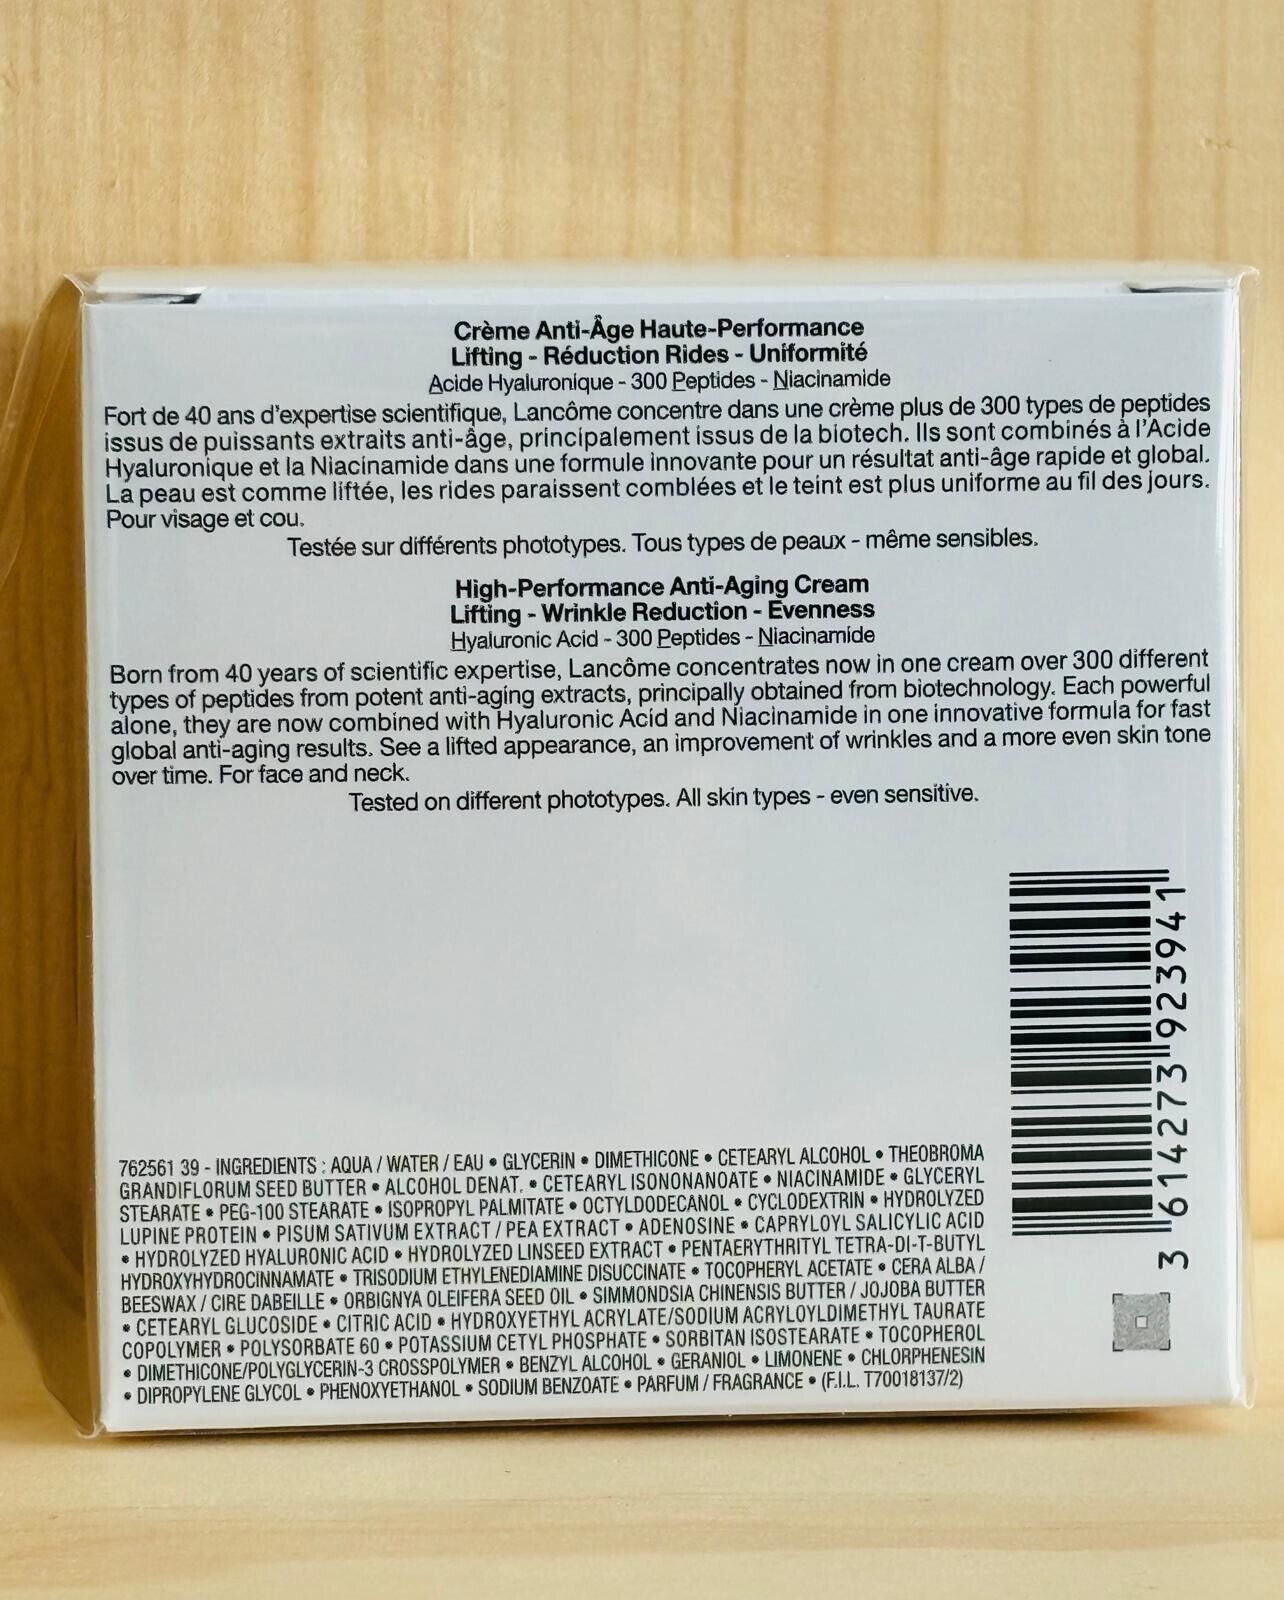 Crème Anti-Âge Haute-Performance
Lifting - Réduction Rides - Uniformité
Acide Hyaluronique - 300 Peptides - Niacinamide
Fort de 40 ans d'expertise scientifique, Lancôme concentre dans une crème plus de 300 types de peptides
issus de puissants extraits anti-âge, principalement issus de la biotech. Ils sont combinés à l'Acide
Hyaluronique et la Niacinamide dans une formule innovante pour un résultat anti-âge rapide et global.
La peau est comme liftée, les rides paraissent comblées et le teint est plus uniforme au fil des jours.
Pour visage et cou.
Testée sur différents phototypes. Tous types de peaux - même sensibles.
High-Performance Anti-Aging Cream
Lifting - Wrinkle Reduction - Evenness
Hyaluronic Acid - 300 Peptides - Niacinamide
Born from 40 years of scientific expertise, Lancôme concentrates now in one cream over 300 different
types of peptides from potent anti-aging extracts, principally obtained from biotechnology. Each powerful
alone, they are now combined with Hyaluronic Acid and Niacinamide in one innovative formula for fast
global anti-aging results. See a lifted appearance, an improvement of wrinkles and a more even skin tone
over time. For face and neck.
Tested on different phototypes. All skin types - even sensitive.
3 614273 923941
762561 39 - INGREDIENTS : AQUA / WATER / EAU • GLYCERIN • DIMETHICONE • CETEARYL ALCOHOL • THEOBROMA
GRANDIFLORUM SEED BUTTER • ALCOHOL DENAT. • CETEARYL ISONONANOATE • NIACINAMIDE • GLYCERYL
STEARATE • PEG-100 STEARATE • ISOPROPYL PALMITATE • OCTYLDODECANOL • CYCLODEXTRIN • HYDROLYZED
LUPINE PROTEIN • PISUM SATIVUM EXTRACT / PEA EXTRACT • ADENOSINE • CAPRYLOYL SALICYLIC ACID
• HYDROLYZED HYALURONIC ACID • HYDROLYZED LINSEED EXTRACT • PENTAERYTHRITYL TETRA-DI-T-BUTYL
HYDROXYHYDROCINNAMATE • TRISODIUM ETHYLENEDIAMINE DISUCCINATE • TOCOPHERYL ACETATE • CERA ALBA /
BEESWAX / CIRE DABEILLE • ORBIGNYA OLEIFERA SEED OIL • SIMMONDSIA CHINENSIS BUTTER / JOJOBA BUTTER
• CETEARYL GLUCOSIDE • CITRIC ACID • HYDROXYETHYL ACRYLATE/SODIUM ACRYLOYLDIMETHYL TAURATE
COPOLYMER • POLYSORBATE 60 • POTASSIUM CETYL PHOSPHATE • SORBITAN ISOSTEARATE • TOCOPHEROL
• DIMETHICONE/POLYGLYCERIN-3 CROSSPOLYMER • BENZYL ALCOHOL • GERANIOL • LIMONENE • CHLORPHENESIN
• DIPROPYLENE GLYCOL • PHENOXYETHANOL • SODIUM BENZOATE • PARFUM / FRAGRANCE • (F.I.L. T70018137/2)